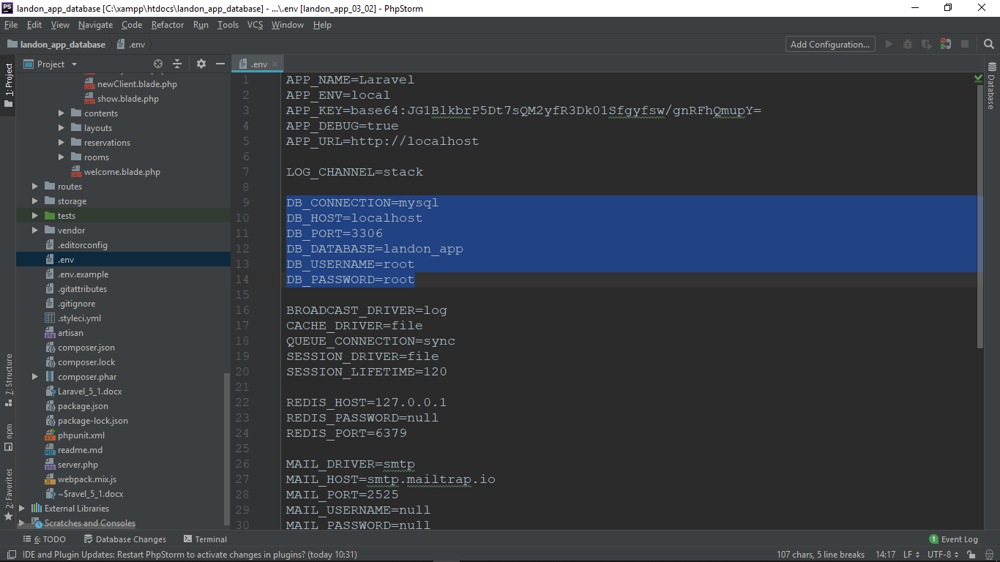 landon_app_database [C:\xampp\htdocs\landon_app_database] - ...\.env [landon_app_03_02] - PhpStorm
File Edit View Navigate Code Refactor Run Tools VCS Window Help
landon_app_database .env
Add Configuration...
Project
.env
1: Project
7: Structure
npm
2: Favorites
newClient.blade.php
show.blade.php
contents
layouts
reservations
rooms
welcome.blade.php
routes
storage
tests
vendor
.editorconfig
.env
.env.example
.gitattributes
.gitignore
.styleci.yml
artisan
composer.json
composer.lock
composer.phar
Laravel_5_1.docx
package.json
package-lock.json
phpunit.xml
readme.md
server.php
webpack.mix.js
~$ravel_5_1.docx
External Libraries
Scratches and Consoles
1 APP_NAME=Laravel
2 APP_ENV=local
3 APP_KEY=base64:JG1BlkbrP5Dt7sQM2yfR3Dk01Sfgyfsw/gnRFhQmupY=
4 APP_DEBUG=true
5 APP_URL=http://localhost
6
7 LOG_CHANNEL=stack
8
9 DB_CONNECTION=mysql
10 DB_HOST=localhost
11 DB_PORT=3306
12 DB_DATABASE=landon_app
13 DB_USERNAME=root
14 DB_PASSWORD=root
15
16 BROADCAST_DRIVER=log
17 CACHE_DRIVER=file
18 QUEUE_CONNECTION=sync
19 SESSION_DRIVER=file
20 SESSION_LIFETIME=120
21
22 REDIS_HOST=127.0.0.1
23 REDIS_PASSWORD=null
24 REDIS_PORT=6379
25
26 MAIL_DRIVER=smtp
27 MAIL_HOST=smtp.mailtrap.io
28 MAIL_PORT=2525
29 MAIL_USERNAME=null
30 MAIL_PASSWORD=null
Database
6: TODO Database Changes Terminal 1 Event Log
IDE and Plugin Updates: Restart PhpStorm to activate changes in plugins? (today 10:31) 107 chars, 5 line breaks 14:17 LF UTF-8